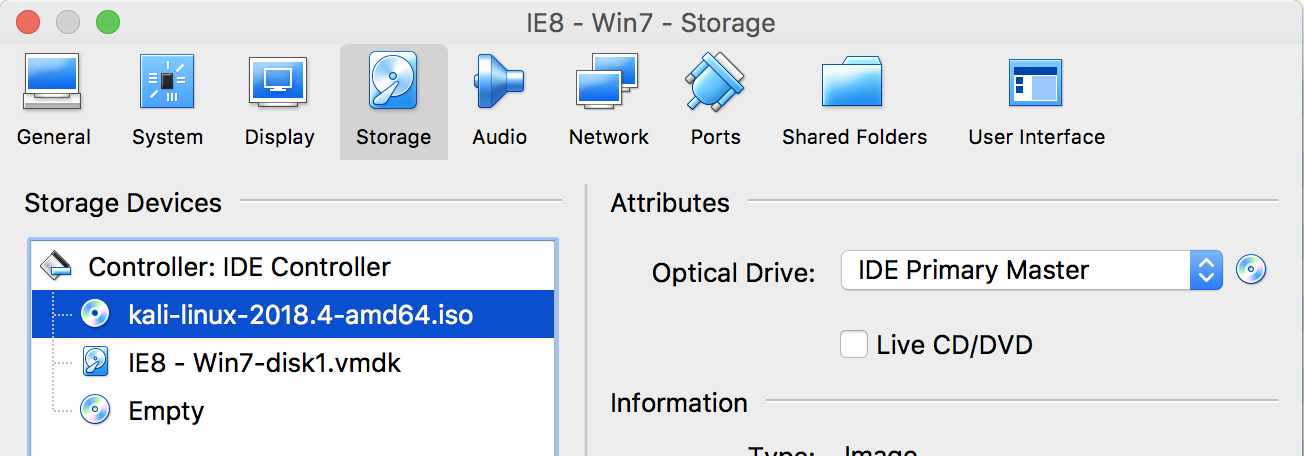 IE8 - Win7 - Storage
General System Display Storage Audio Network Ports Shared Folders User Interface
Storage Devices
Controller: IDE Controller
kali-linux-2018.4-amd64.iso
IE8 - Win7-disk1.vmdk
Empty
Attributes
Optical Drive: IDE Primary Master
Live CD/DVD
Information
Type: Image